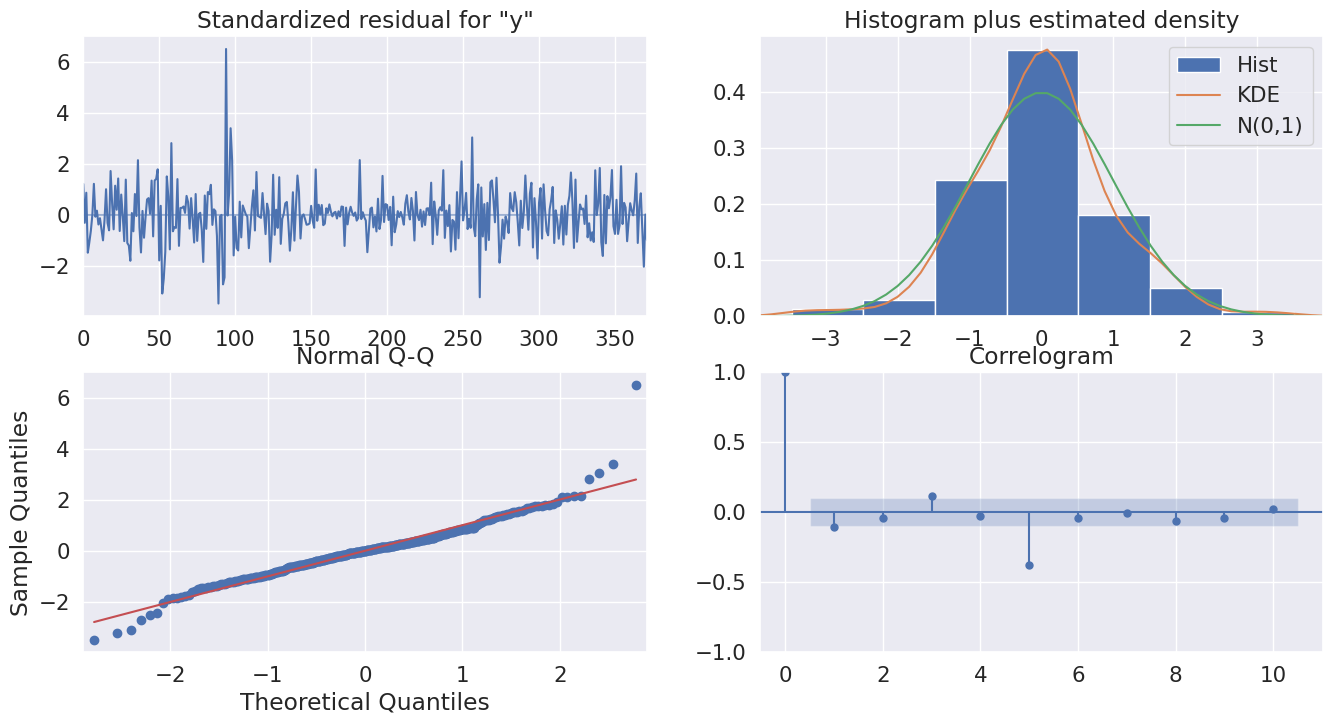 Standardized residual for "y"
6
4
2
0
−2
0 50 100 150 200 250 300 350
Histogram plus estimated density
Hist
KDE
N(0,1)
0.4
0.3
0.2
0.1
0.0
−3 −2 −1 0 1 2 3
Normal Q-Q
Sample Quantiles
6
4
2
0
−2
−2 −1 0 1 2
Theoretical Quantiles
Correlogram
1.0
0.5
0.0
−0.5
−1.0
0 2 4 6 8 10